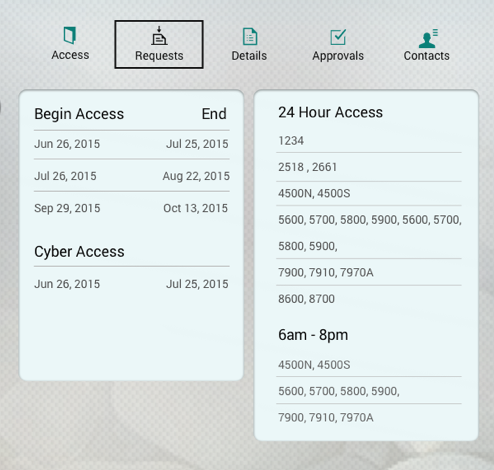 Access Requests Details Approvals Contacts
Begin Access End
Jun 26, 2015 Jul 25, 2015
Jul 26, 2015 Aug 22, 2015
Sep 29, 2015 Oct 13, 2015
Cyber Access
Jun 26, 2015 Jul 25, 2015
24 Hour Access
1234
2518 , 2661
4500N, 4500S
5600, 5700, 5800, 5900, 5600, 5700,
5800, 5900,
7900, 7910, 7970A
8600, 8700
6am - 8pm
4500N, 4500S
5600, 5700, 5800, 5900,
7900, 7910, 7970A